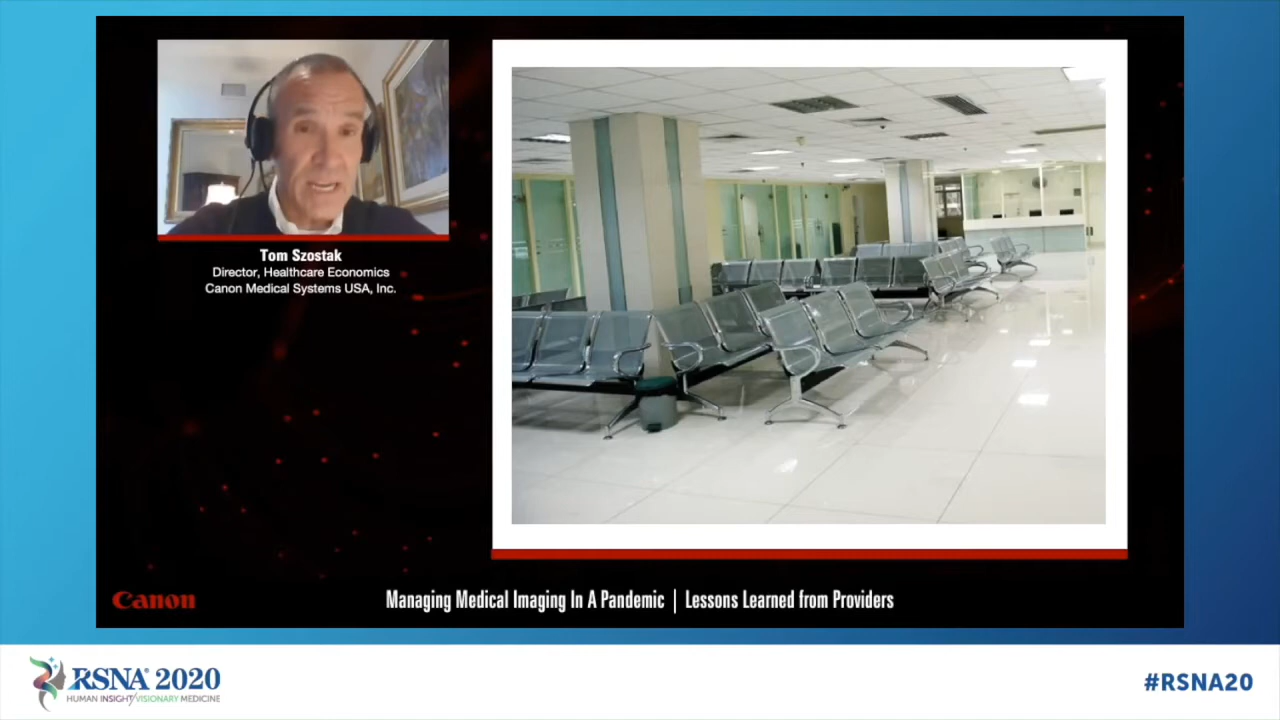 Tom Szostak
Director, Healthcare Economics
Canon Medical Systems USA, Inc.
Canon
Managing Medical Imaging In A Pandemic | Lessons Learned from Providers
RSNA® 2020
HUMAN INSIGHT/VISIONARY MEDICINE
#RSNA20